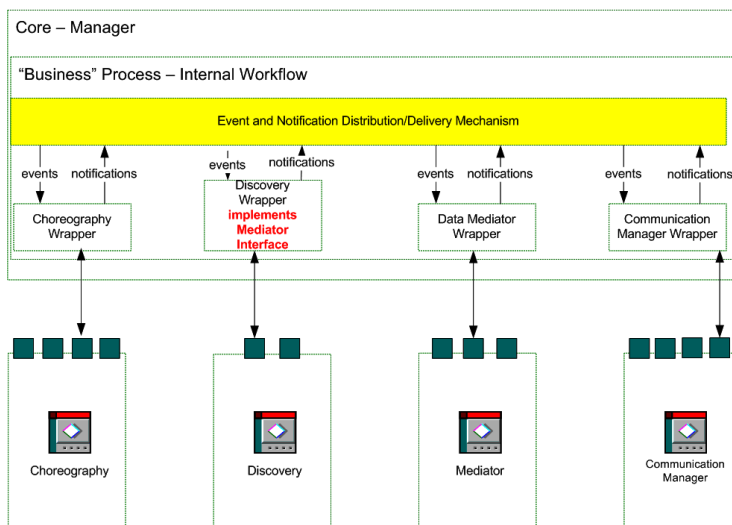 Core – Manager
“Business” Process – Internal Workflow
Event and Notification Distribution/Delivery Mechanism
events
notifications
events
notifications
events
notifications
events
notifications
Choreography
Wrapper
Discovery
Wrapper
implements
Mediator
Interface
Data Mediator
Wrapper
Communication
Manager Wrapper
Choreography
Discovery
Mediator
Communication
Manager